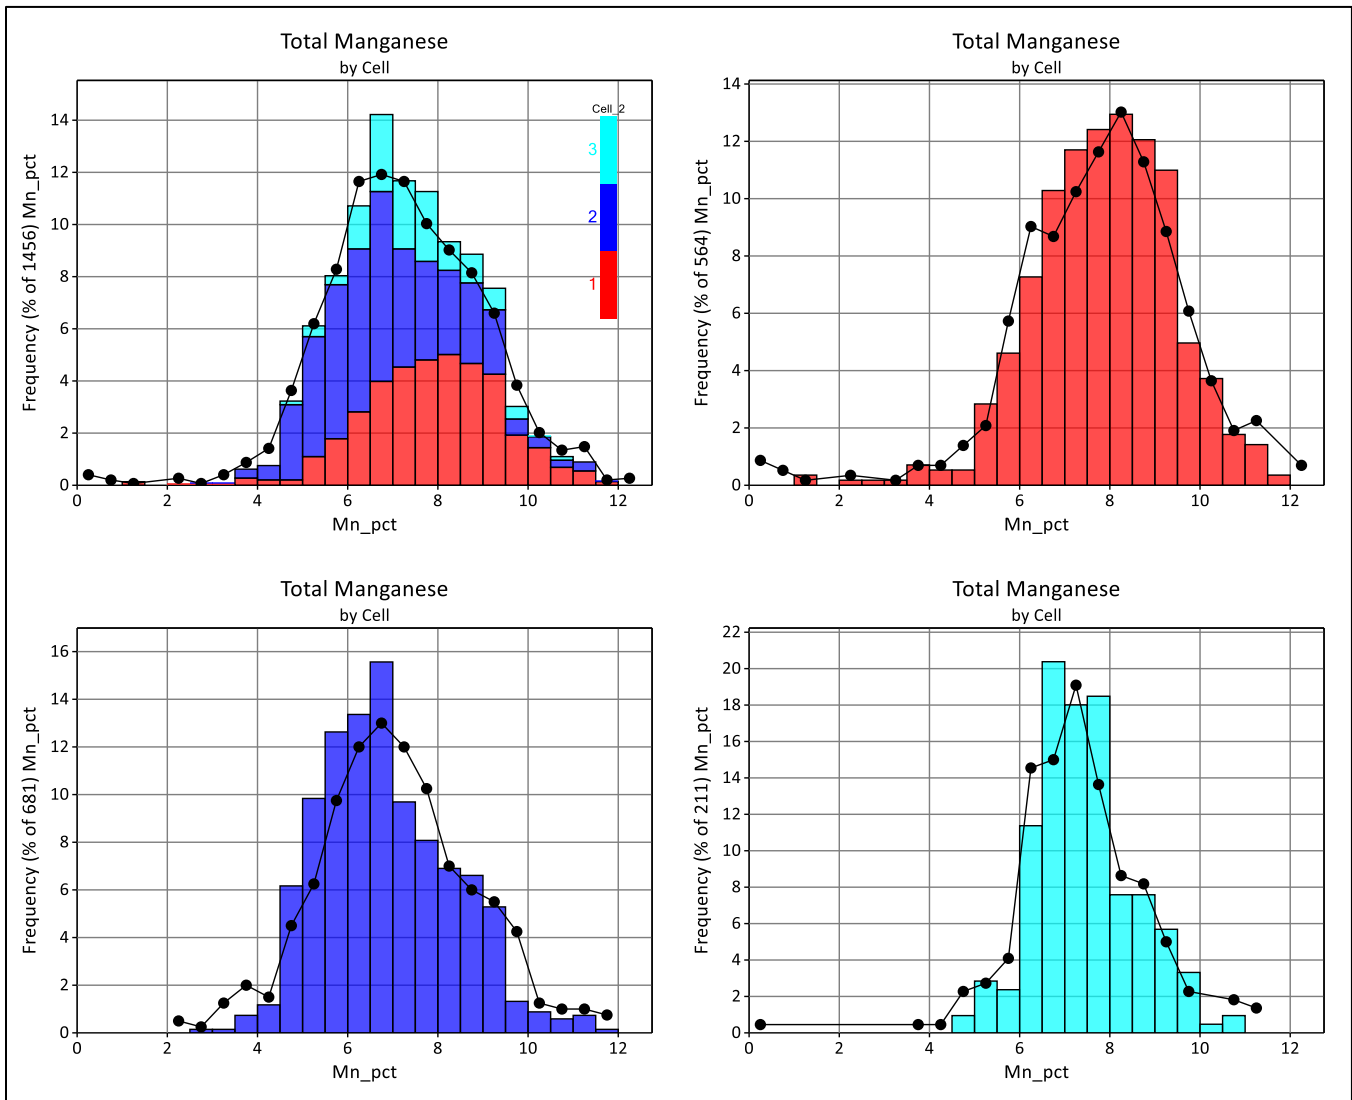 Total Manganese
by Cell
Frequency (% of 1456) Mn_pct
14
12
10
8
6
4
2
0
0 2 4 6 8 10 12
Mn_pct
Cell_2
3
2
1
Total Manganese
by Cell
Frequency (% of 564) Mn_pct
14
12
10
8
6
4
2
0
0 2 4 6 8 10 12
Mn_pct
Total Manganese
by Cell
Frequency (% of 681) Mn_pct
16
14
12
10
8
6
4
2
0
0 2 4 6 8 10 12
Mn_pct
Total Manganese
by Cell
Frequency (% of 211) Mn_pct
22
20
18
16
14
12
10
8
6
4
2
0
0 2 4 6 8 10 12
Mn_pct